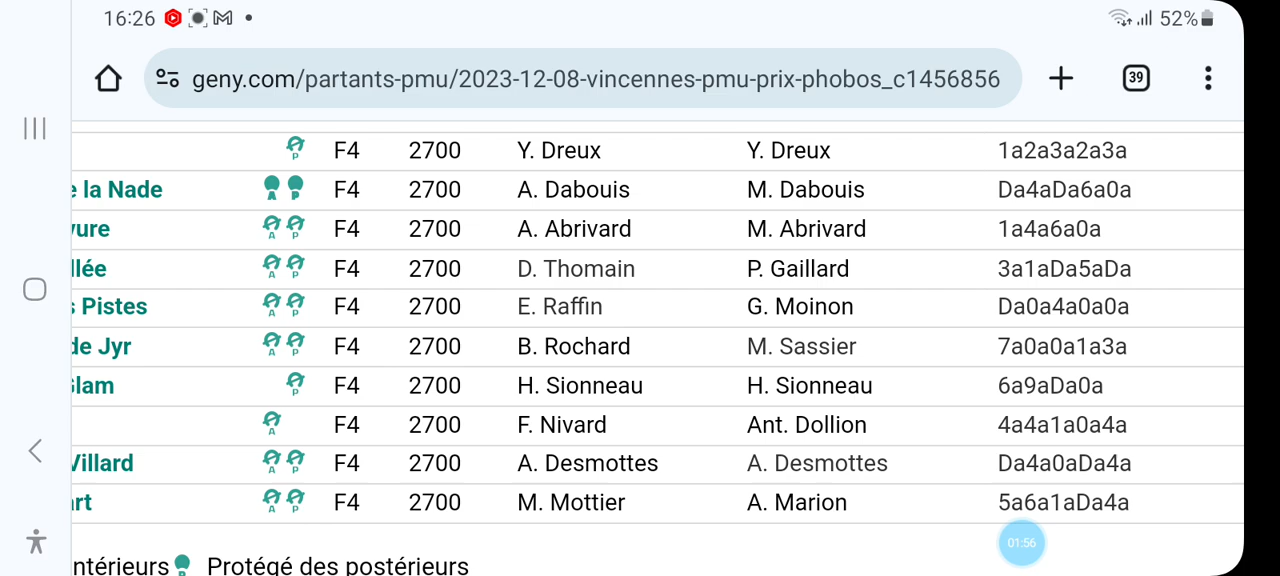 16:26 52%
geny.com/partants-pmu/2023-12-08-vincennes-pmu-prix-phobos_c1456856 39
P F4 2700 Y. Dreux Y. Dreux 1a2a3a2a3a
e la Nade A P F4 2700 A. Dabouis M. Dabouis Da4aDa6a0a
vure A P F4 2700 A. Abrivard M. Abrivard 1a4a6a0a
llée A P F4 2700 D. Thomain P. Gaillard 3a1aDa5aDa
s Pistes A P F4 2700 E. Raffin G. Moinon Da0a4a0a0a
de Jyr A P F4 2700 B. Rochard M. Sassier 7a0a0a1a3a
Glam P F4 2700 H. Sionneau H. Sionneau 6a9aDa0a
A F4 2700 F. Nivard Ant. Dollion 4a4a1a0a4a
Villard A P F4 2700 A. Desmottes A. Desmottes Da4a0aDa4a
art A P F4 2700 M. Mottier A. Marion 5a6a1aDa4a
01:56
ntérieurs Protégé des postérieurs